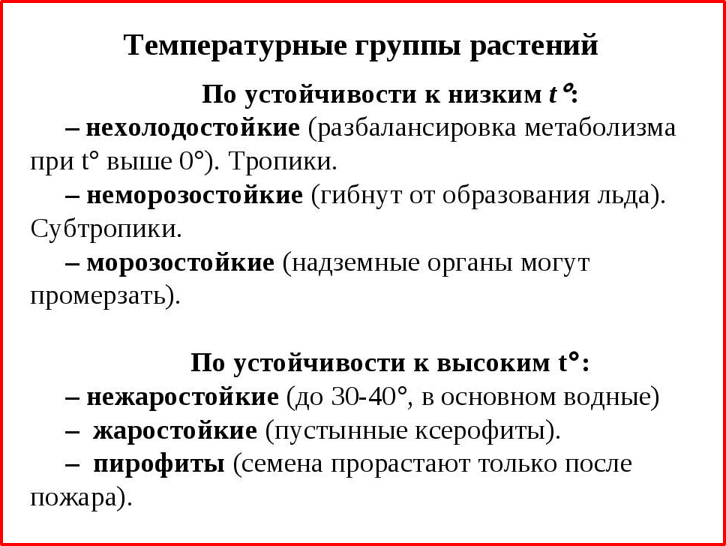 Температурные группы растений
По устойчивости к низким t°:
– нехолодостойкие (разбалансировка метаболизма
при t° выше 0°). Тропики.
– неморозостойкие (гибнут от образования льда).
Субтропики.
– морозостойкие (надземные органы могут
промерзать).
По устойчивости к высоким t°:
– нежаростойкие (до 30-40°, в основном водные)
– жаростойкие (пустынные ксерофиты).
– пирофиты (семена прорастают только после
пожара).